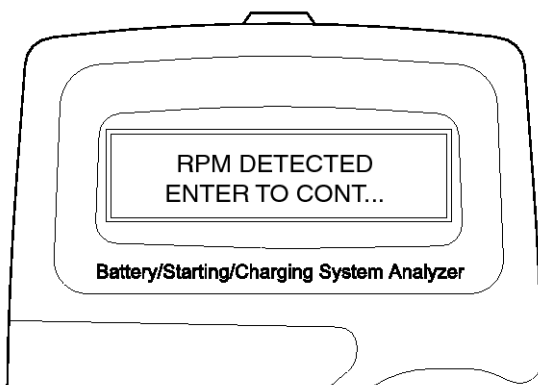 RPM DETECTED
ENTER TO CONT...
Battery/Starting/Charging System Analyzer